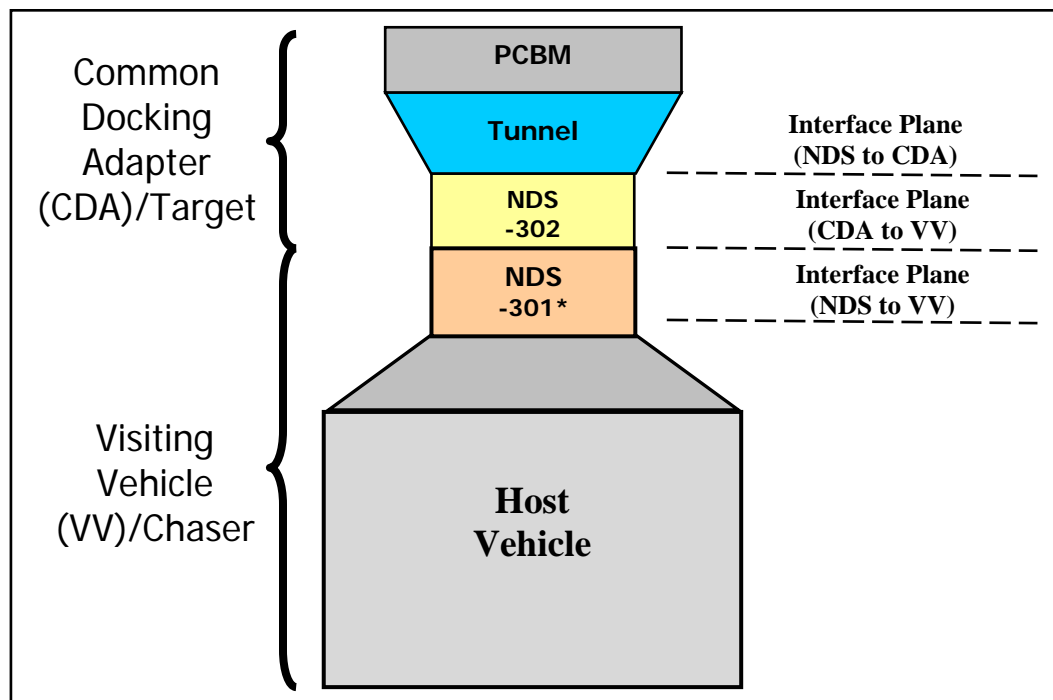 Common
Docking
Adapter
(CDA)/Target
PCBM
Tunnel
NDS
-302
NDS
-301*
Interface Plane
(NDS to CDA)
Interface Plane
(CDA to VV)
Interface Plane
(NDS to VV)
Visiting
Vehicle
(VV)/Chaser
Host
Vehicle